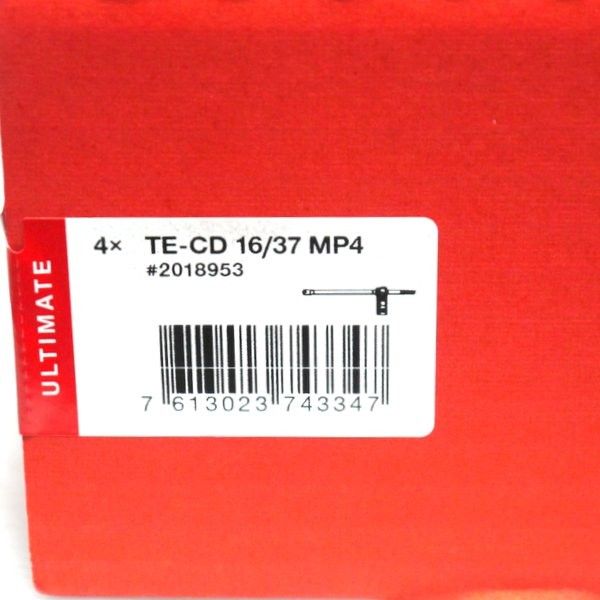 ULTIMATE
4× TE-CD 16/37 MP4
#2018953
7 613023 743347